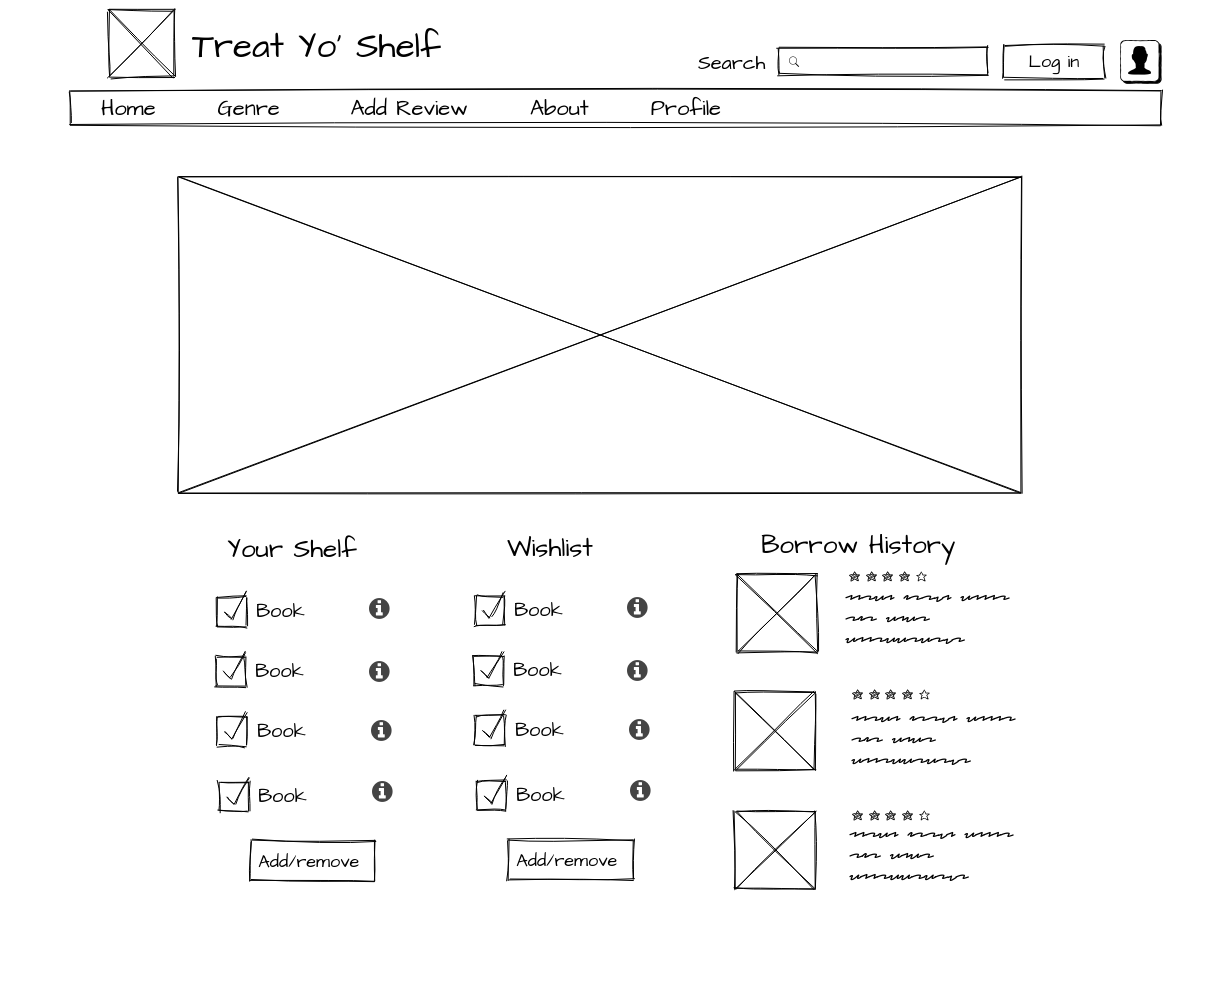 Treat Yo' Shelf
Search
Log in
Home Genre Add Review About Profile
Your Shelf
Book
Book
Book
Book
Add/remove
Wishlist
Book
Book
Book
Book
Add/remove
Borrow History